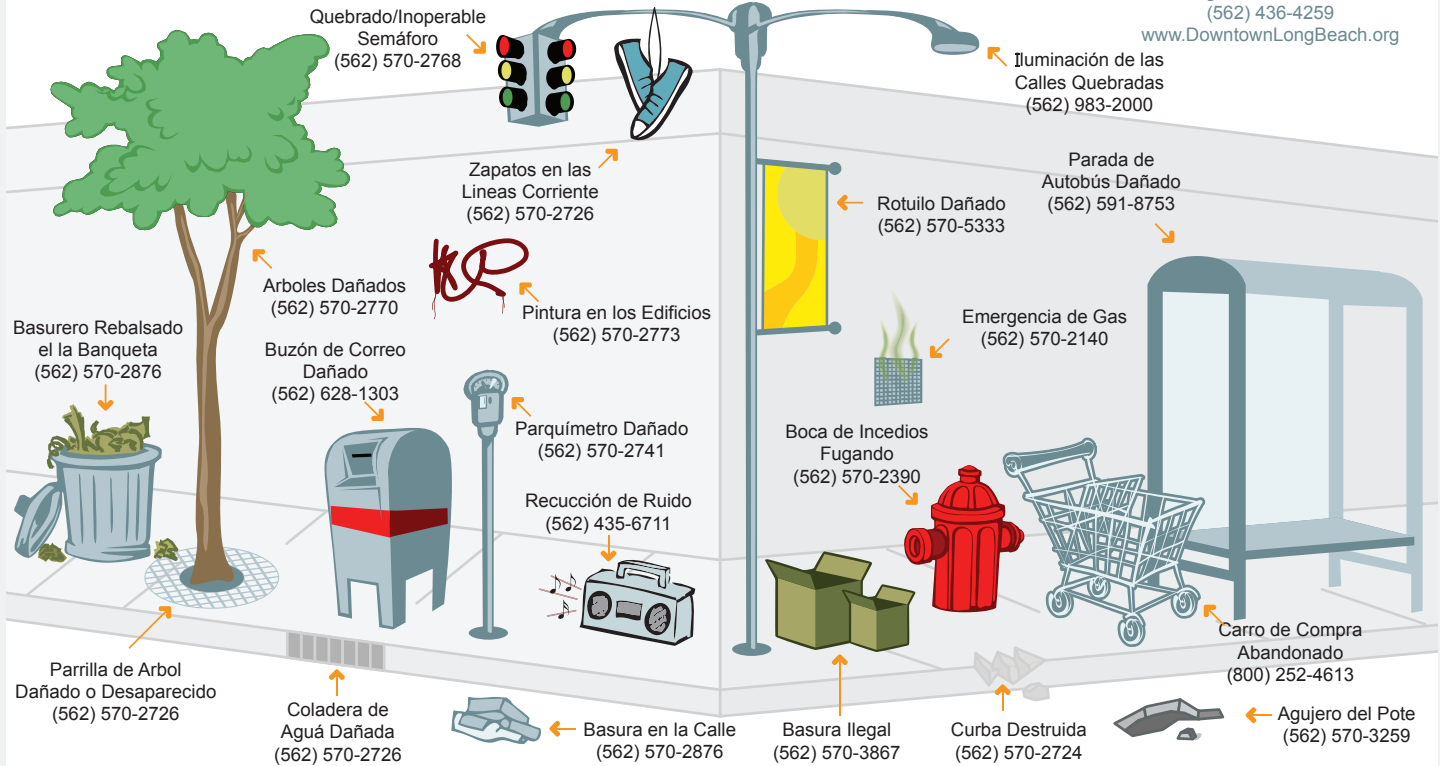 (562) 436-4259
www.DowntownLongBeach.org
Quebrado/Inoperable
Semáforo
(562) 570-2768
Iluminación de las
Calles Quebradas
(562) 983-2000
Zapatos en las
Lineas Corriente
(562) 570-2726
Parada de
Autobús Dañado
(562) 591-8753
Rotuilo Dañado
(562) 570-5333
Arboles Dañados
(562) 570-2770
Pintura en los Edificios
(562) 570-2773
Emergencia de Gas
(562) 570-2140
Basurero Rebalsado
el la Banqueta
(562) 570-2876
Buzón de Correo
Dañado
(562) 628-1303
Parquímetro Dañado
(562) 570-2741
Boca de Incedios
Fugando
(562) 570-2390
Recucción de Ruido
(562) 435-6711
Carro de Compra
Abandonado
(800) 252-4613
Parrilla de Arbol
Dañado o Desaparecido
(562) 570-2726
Coladera de
Aguá Dañada
(562) 570-2726
Basura en la Calle
(562) 570-2876
Basura Ilegal
(562) 570-3867
Curba Destruida
(562) 570-2724
Agujero del Pote
(562) 570-3259